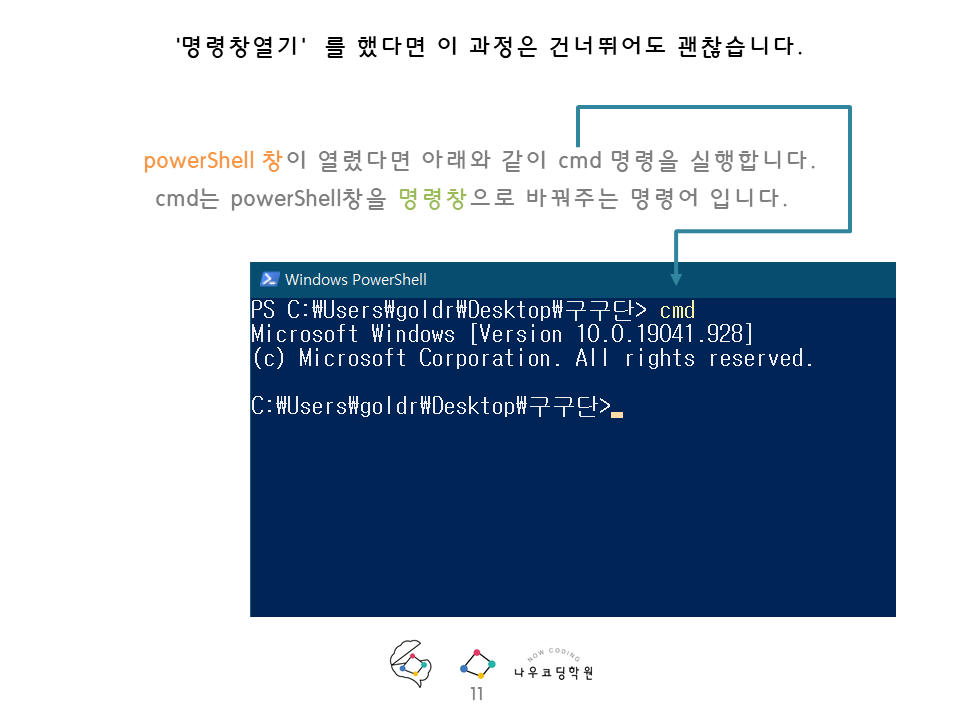 '명령창열기' 를 했다면 이 과정은 건너뛰어도 괜찮습니다.
powerShell 창이 열렸다면 아래와 같이 cmd 명령을 실행합니다.
cmd는 powerShell창을 명령창으로 바꿔주는 명령어 입니다.
Windows PowerShell
PS C:₩Users₩goldr₩Desktop₩구구단> cmd
Microsoft Windows [Version 10.0.19041.928]
(c) Microsoft Corporation. All rights reserved.
C:₩Users₩goldr₩Desktop₩구구단>
NOW CODING
나우코딩학원
11